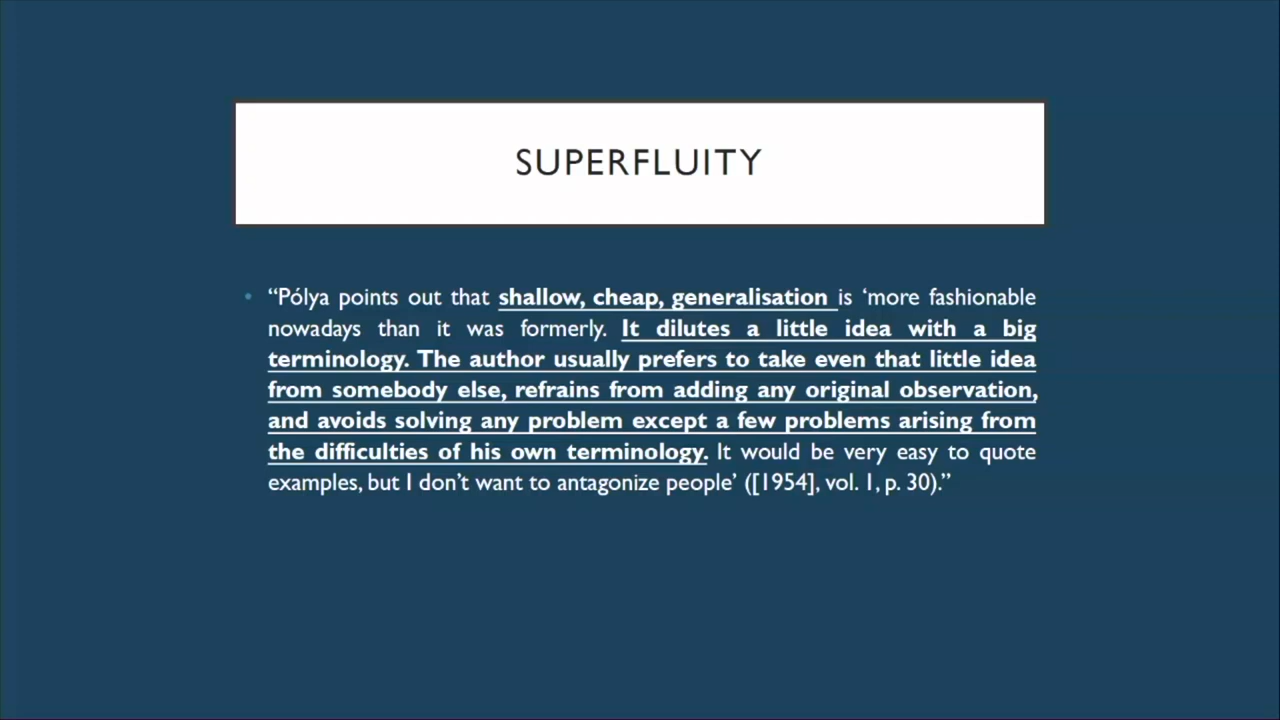 SUPERFLUITY
• “Pólya points out that shallow, cheap, generalisation is ‘more fashionable
nowadays than it was formerly. It dilutes a little idea with a big
terminology. The author usually prefers to take even that little idea
from somebody else, refrains from adding any original observation,
and avoids solving any problem except a few problems arising from
the difficulties of his own terminology. It would be very easy to quote
examples, but I don’t want to antagonize people’ ([1954], vol. 1, p. 30).”